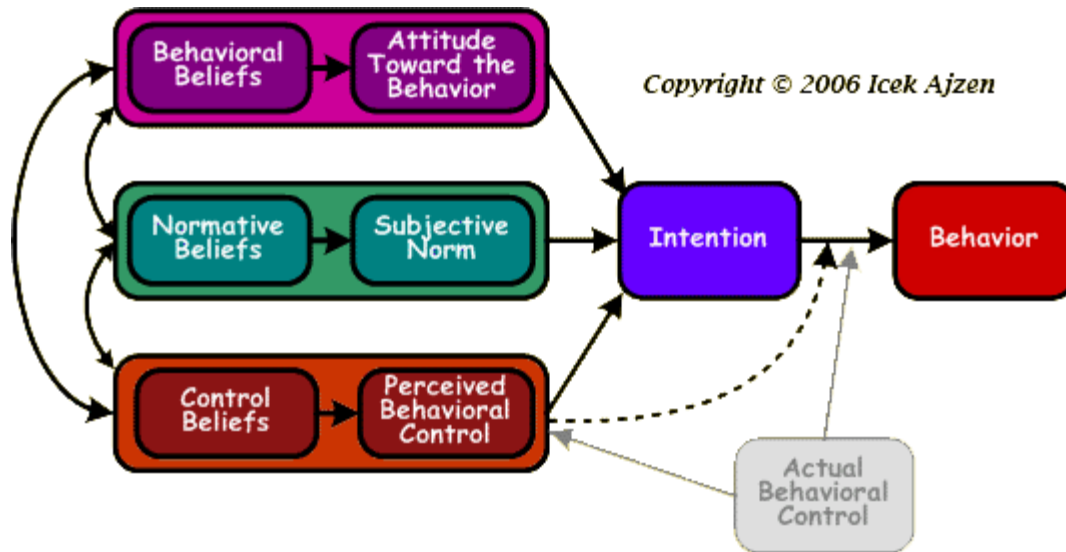 Behavioral
Beliefs
Attitude
Toward the
Behavior
Copyright © 2006 Icek Ajzen
Normative
Beliefs
Subjective
Norm
Intention
Behavior
Control
Beliefs
Perceived
Behavioral
Control
Actual
Behavioral
Control